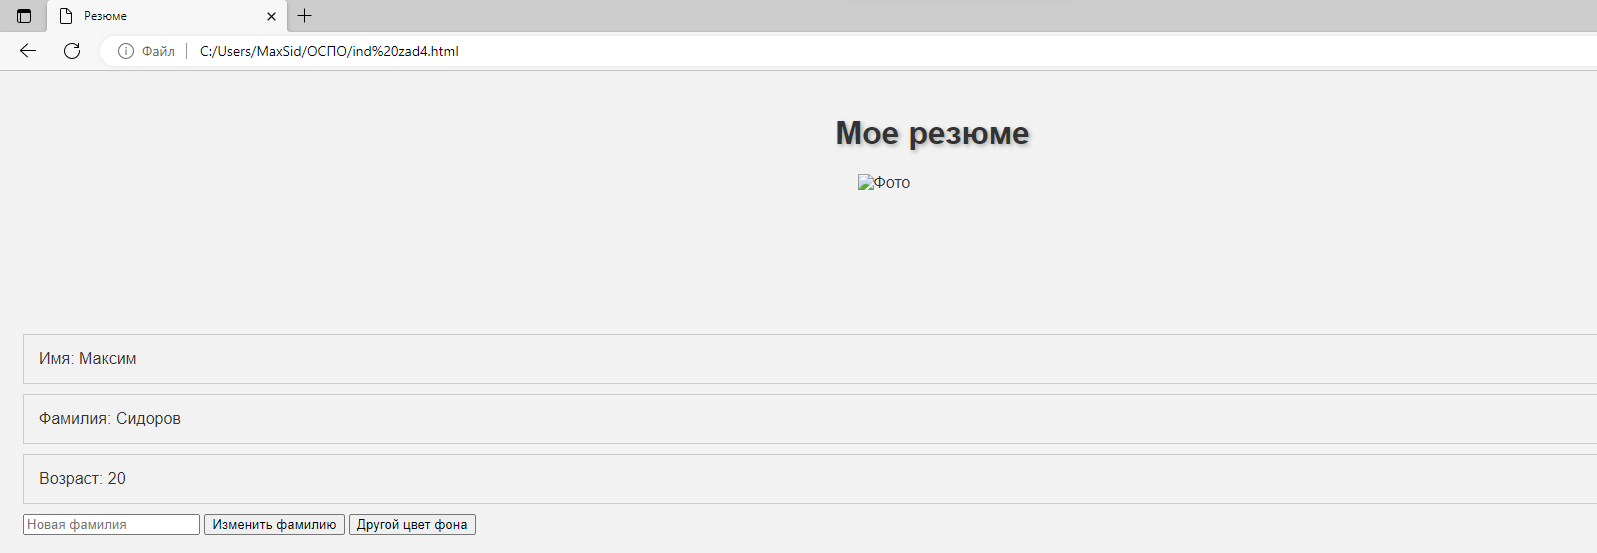 Резюме
Файл C:/Users/MaxSid/ОСПО/ind%20zad4.html
Мое резюме
Фото
Имя: Максим
Фамилия: Сидоров
Возраст: 20
Новая фамилия Изменить фамилию Другой цвет фона